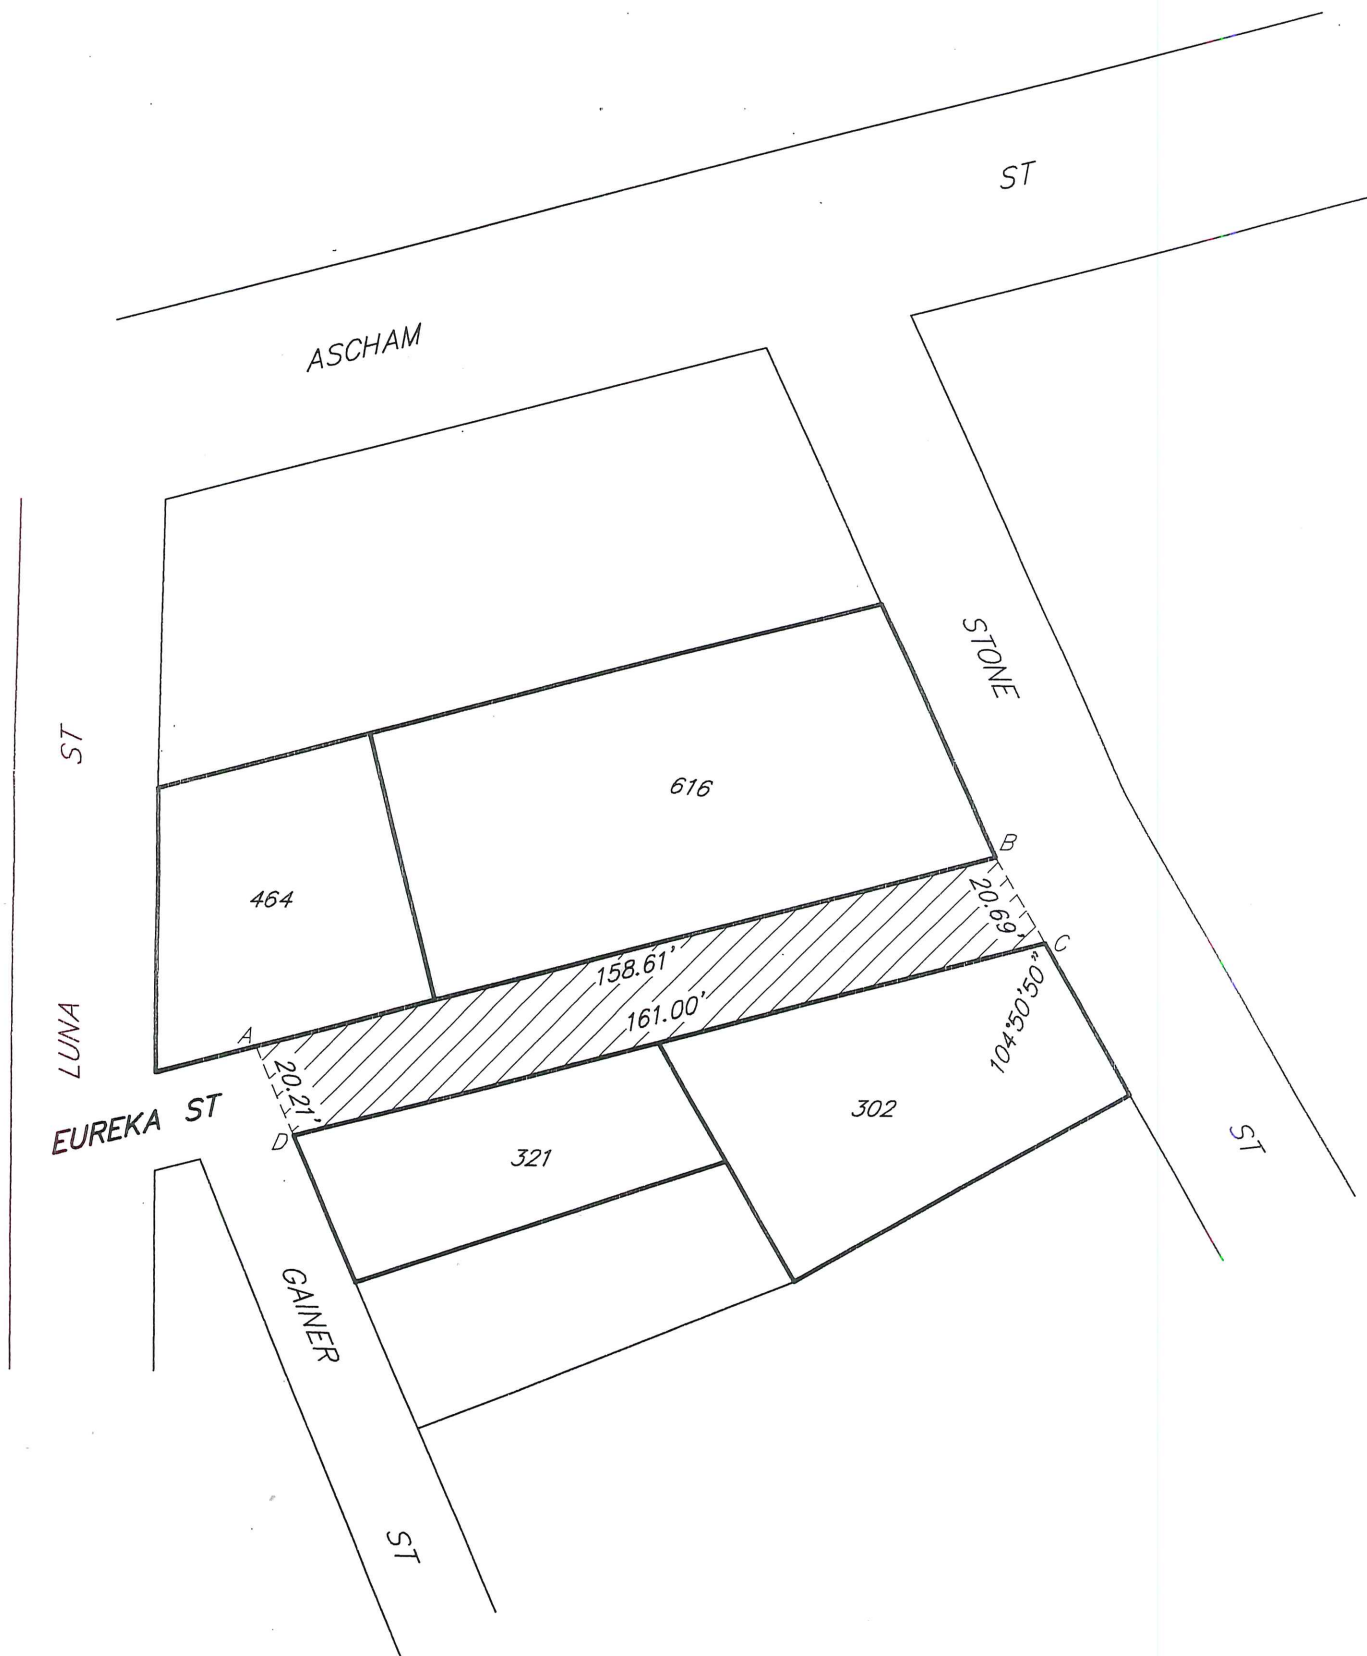 ST
ASCHAM
STONE
ST
616
B
464
20.69'
158.61'
C
161.00'
LUNA
A
104°50'50"
20.21'
EUREKA ST
D
302
321
ST
GAINER
ST